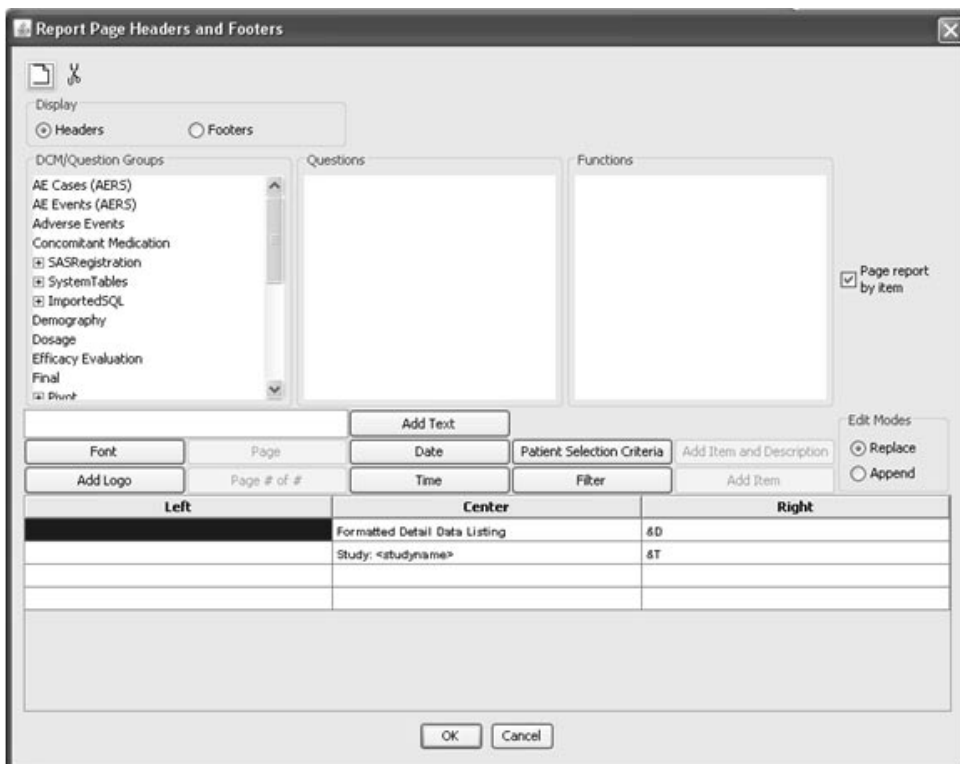 Report Page Headers and Footers
Display
Headers Footers
DCM/Question Groups Questions Functions
AE Cases (AERS)
AE Events (AERS)
Adverse Events
Concomitant Medication
SASRegistration
SystemTables
ImportedSQL
Demography
Dosage
Efficacy Evaluation
Final
Pivot
Page report
by item
Add Text
Edit Modes
Font Page Date Patient Selection Criteria Add Item and Description Replace
Add Logo Page # of # Time Filter Add Item Append
Left Center Right
Formatted Detail Data Listing &D
Study: <studyname> &T
OK Cancel